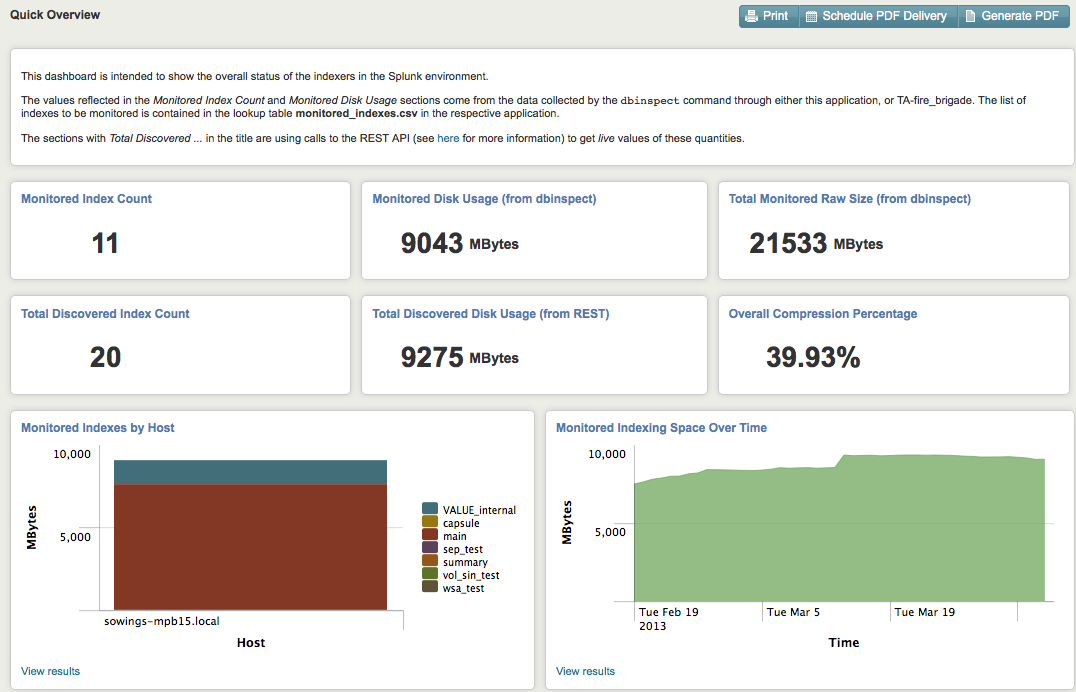 Quick Overview
Print
Schedule PDF Delivery
Generate PDF
This dashboard is intended to show the overall status of the indexers in the Splunk environment.
The values reflected in the Monitored Index Count and Monitored Disk Usage sections come from the data collected by the dbinspect command through either this application, or TA-fire_brigade. The list of
indexes to be monitored is contained in the lookup table monitored_indexes.csv in the respective application.
The sections with Total Discovered ... in the title are using calls to the REST API (see here for more information) to get live values of these quantities.
Monitored Index Count
11
Monitored Disk Usage (from dbinspect)
9043 MBytes
Total Monitored Raw Size (from dbinspect)
21533 MBytes
Total Discovered Index Count
20
Total Discovered Disk Usage (from REST)
9275 MBytes
Overall Compression Percentage
39.93%
Monitored Indexes by Host
10,000
5,000
MBytes
sowings-mpb15.local
Host
VALUE_internal
capsule
main
sep_test
summary
vol_sin_test
wsa_test
View results
Monitored Indexing Space Over Time
10,000
5,000
MBytes
Tue Feb 19
2013
Tue Mar 5
Tue Mar 19
Time
View results